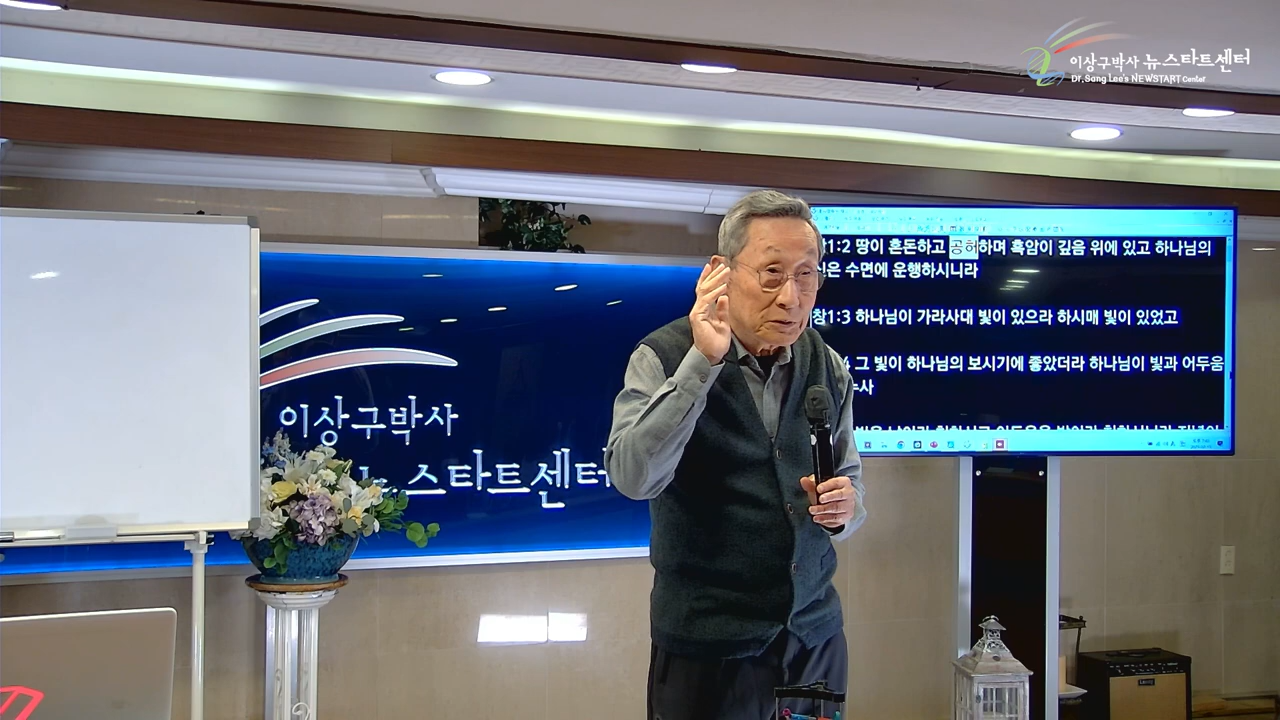 이상구박사 뉴스타트센터
Dr. Sang Lee's NEWSTART Center
1:2 땅이 혼돈하고 공허하며 흑암이 깊음 위에 있고 하나님의
신은 수면에 운행하시니라
창1:3 하나님이 가라사대 빛이 있으라 하시매 빛이 있었고
4 그 빛이 하나님의 보시기에 좋았더라 하나님이 빛과 어두움
누사
이상구박사
뉴스타트센터